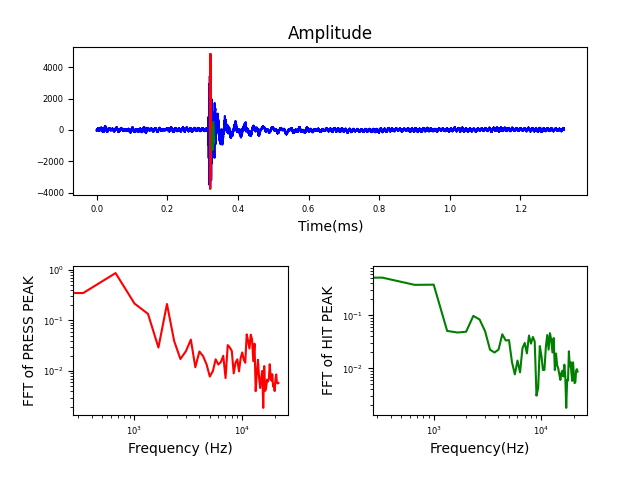 Amplitude
4000
2000
0
−2000
−4000
0.0 0.2 0.4 0.6 0.8 1.0 1.2
Time(ms)
FFT of PRESS PEAK
10⁰
10⁻¹
10⁻²
10³ 10⁴
Frequency (Hz)
FFT of HIT PEAK
10⁻¹
10⁻²
10³ 10⁴
Frequency(Hz)